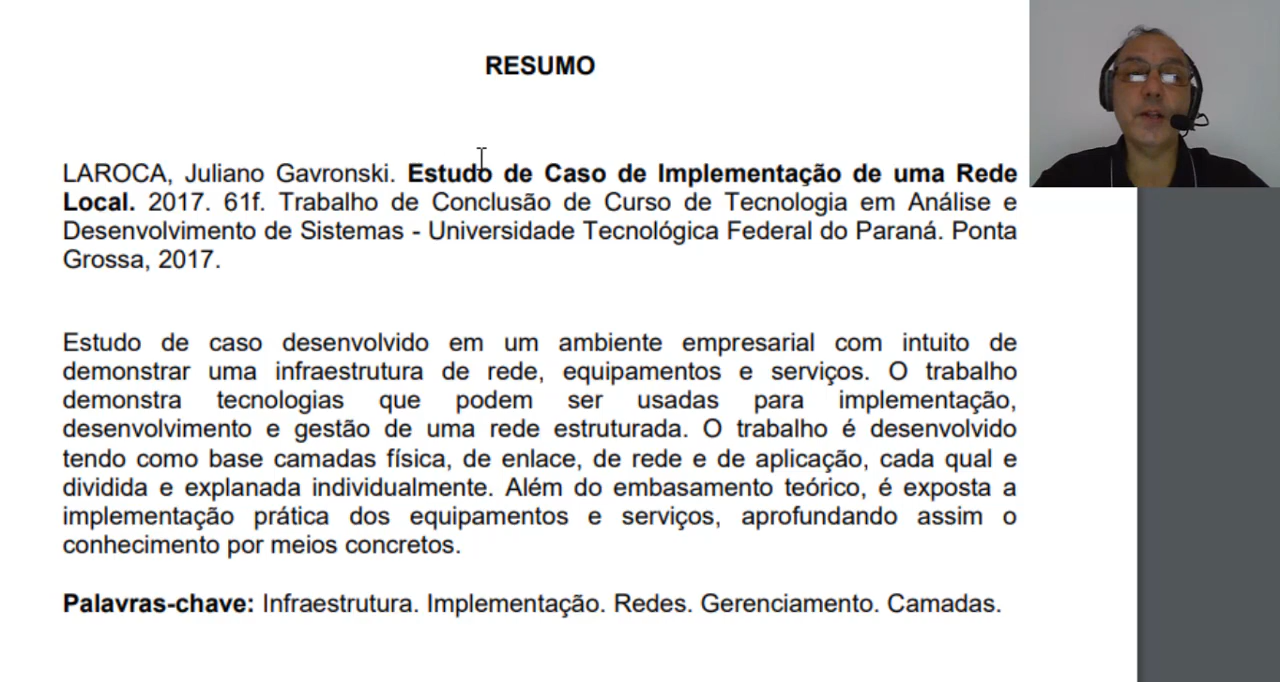 RESUMO
LAROCA, Juliano Gavronski. Estudo de Caso de Implementação de uma Rede
Local. 2017. 61f. Trabalho de Conclusão de Curso de Tecnologia em Análise e
Desenvolvimento de Sistemas - Universidade Tecnológica Federal do Paraná. Ponta
Grossa, 2017.
Estudo de caso desenvolvido em um ambiente empresarial com intuito de
demonstrar uma infraestrutura de rede, equipamentos e serviços. O trabalho
demonstra tecnologias que podem ser usadas para implementação,
desenvolvimento e gestão de uma rede estruturada. O trabalho é desenvolvido
tendo como base camadas física, de enlace, de rede e de aplicação, cada qual e
dividida e explanada individualmente. Além do embasamento teórico, é exposta a
implementação prática dos equipamentos e serviços, aprofundando assim o
conhecimento por meios concretos.
Palavras-chave: Infraestrutura. Implementação. Redes. Gerenciamento. Camadas.